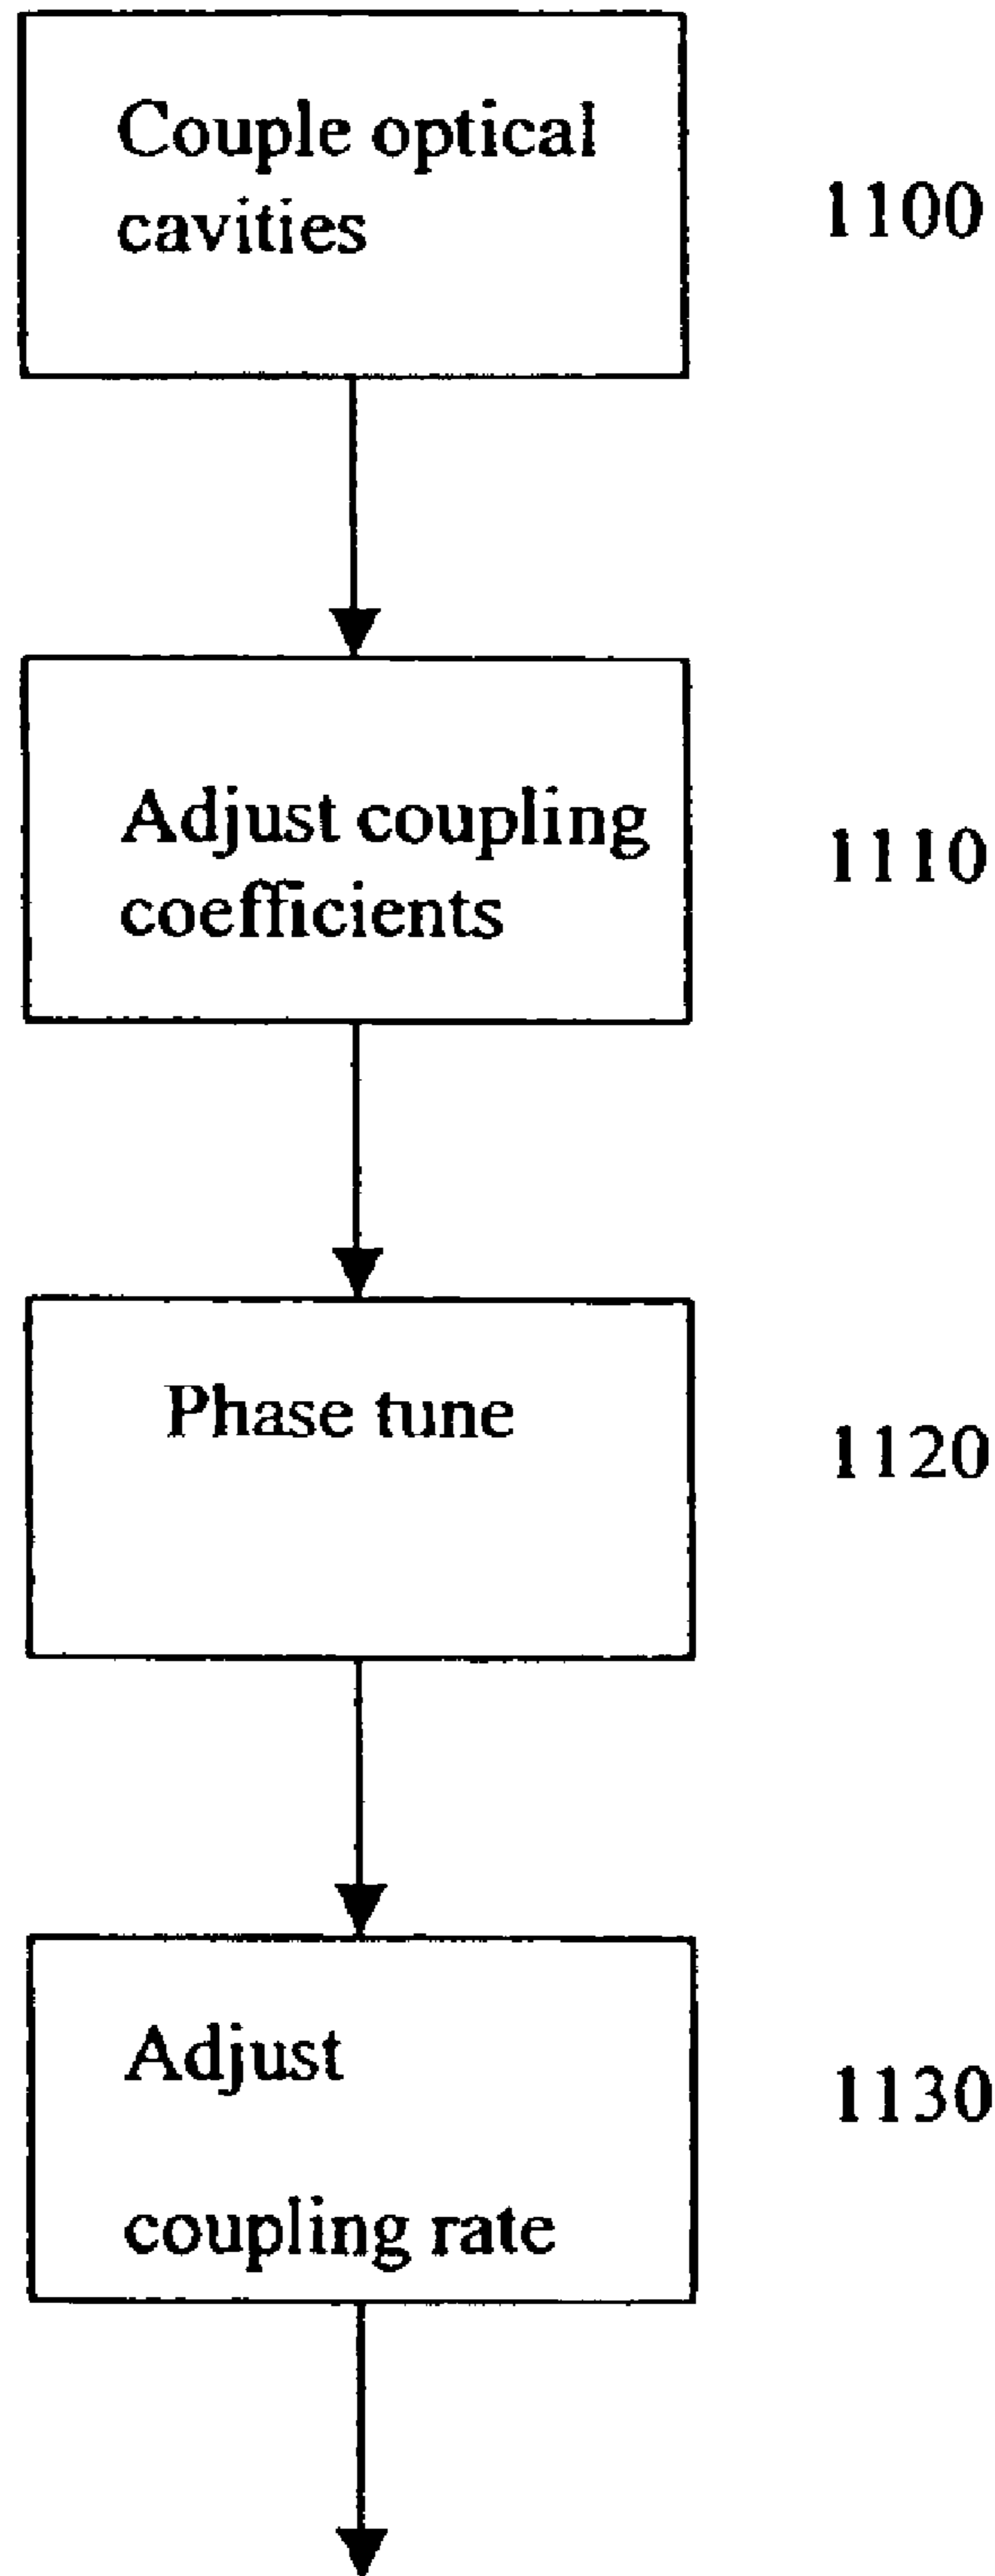 Couple optical
cavities
1100
Adjust coupling
coefficients
1110
Phase tune
1120
Adjust
coupling rate
1130